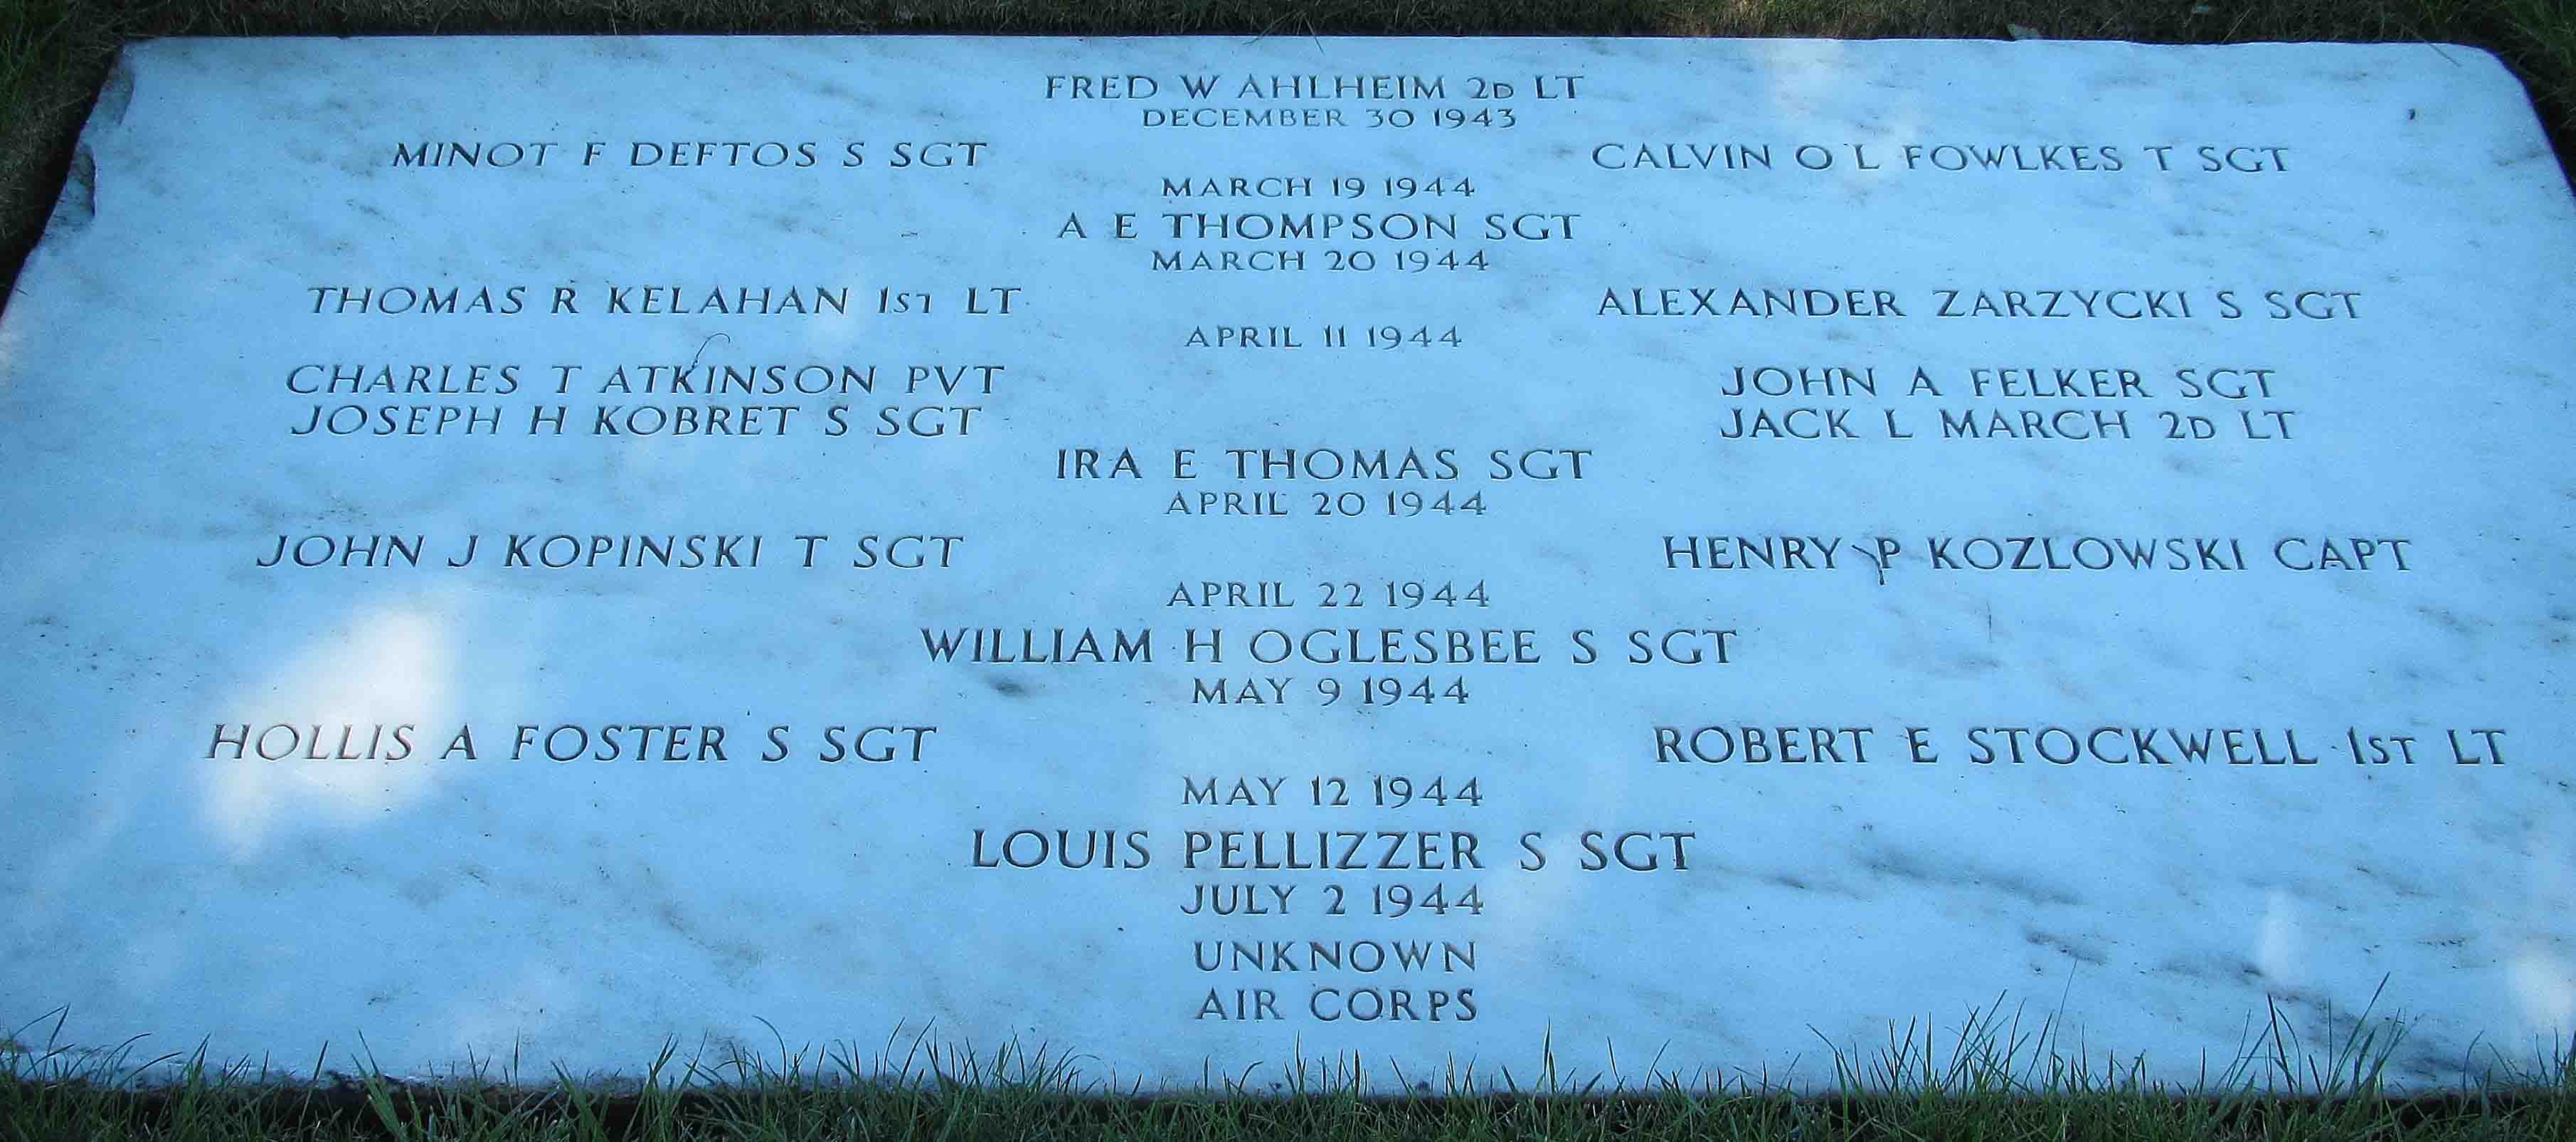 FRED W AHLHEIM 2D LT
DECEMBER 30 1943
MINOT F DEFTOS S SGT CALVIN O L FOWLKES T SGT
MARCH 19 1944
A E THOMPSON SGT
MARCH 20 1944
THOMAS R KELAHAN 1ST LT ALEXANDER ZARZYCKI S SGT
APRIL 11 1944
CHARLES T ATKINSON PVT JOHN A FELKER SGT
JOSEPH H KOBRET S SGT JACK L MARCH 2D LT
IRA E THOMAS SGT
APRIL 20 1944
JOHN J KOPINSKI T SGT HENRY P KOZLOWSKI CAPT
APRIL 22 1944
WILLIAM H OGLESBEE S SGT
MAY 9 1944
HOLLIS A FOSTER S SGT ROBERT E STOCKWELL 1ST LT
MAY 12 1944
LOUIS PELLIZZER S SGT
JULY 2 1944
UNKNOWN
AIR CORPS